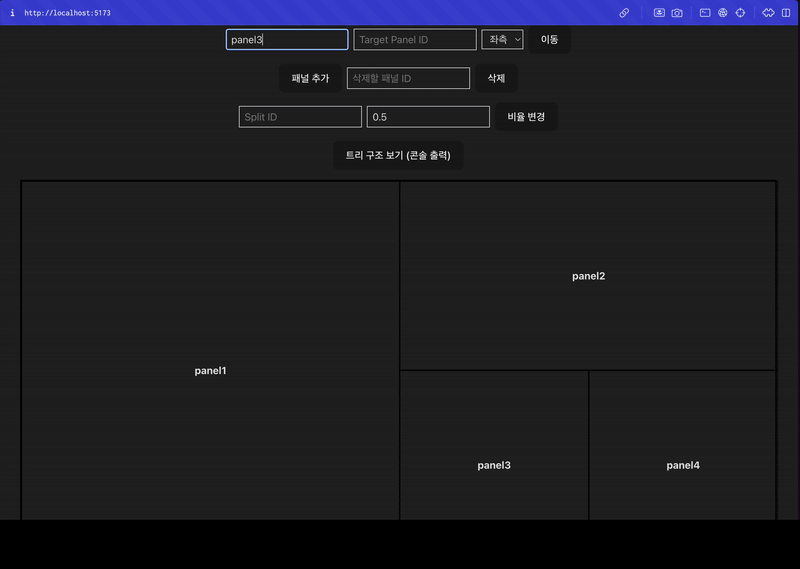 http://localhost:5173
panel3 Target Panel ID 좌측 이동
패널 추가 삭제할 패널 ID 삭제
Split ID 0.5 비율 변경
트리 구조 보기 (콘솔 출력)
panel2
panel1
panel3 panel4